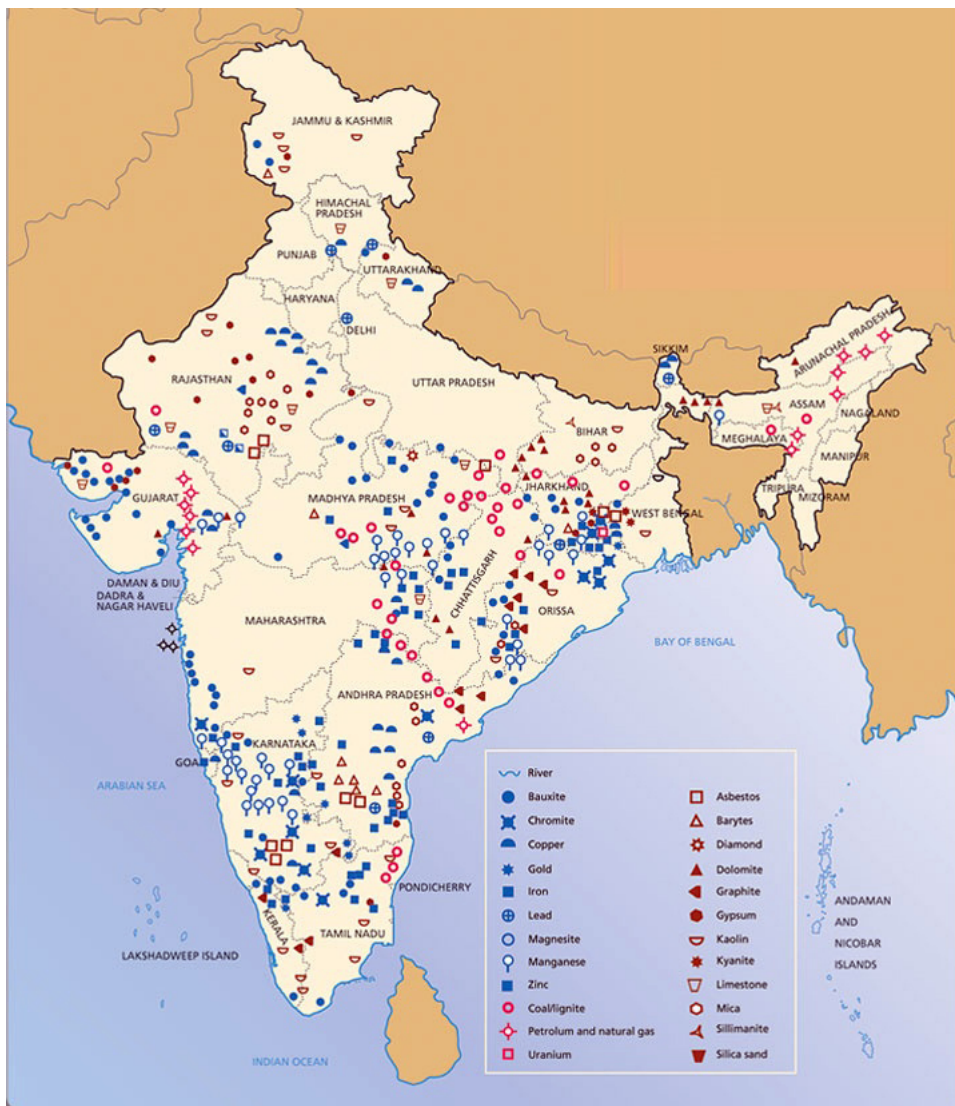 JAMMU & KASHMIR
HIMACHAL
PRADESH
PUNJAB
UTTARAKHAND
HARYANA
DELHI
RAJASTHAN
UTTAR PRADESH
SIKKIM
ARUNACHAL PRADESH
ASSAM
NAGALAND
MEGHALAYA
MANIPUR
TRIPURA
MIZORAM
BIHAR
JHARKHAND
WEST BENGAL
GUJARAT
MADHYA PRADESH
CHHATTISGARH
ORISSA
DAMAN & DIU
DADRA &
NAGAR HAVELI
MAHARASHTRA
BAY OF BENGAL
ANDHRA PRADESH
KARNATAKA
GOA
ARABIAN SEA
PONDICHERRY
KERALA
TAMIL NADU
LAKSHADWEEP ISLAND
INDIAN OCEAN
ANDAMAN
AND
NICOBAR
ISLANDS
River
Bauxite
Chromite
Copper
Gold
Iron
Lead
Magnesite
Manganese
Zinc
Coal/lignite
Petrolum and natural gas
Uranium
Asbestos
Barytes
Diamond
Dolomite
Graphite
Gypsum
Kaolin
Kyanite
Limestone
Mica
Sillimanite
Silica sand